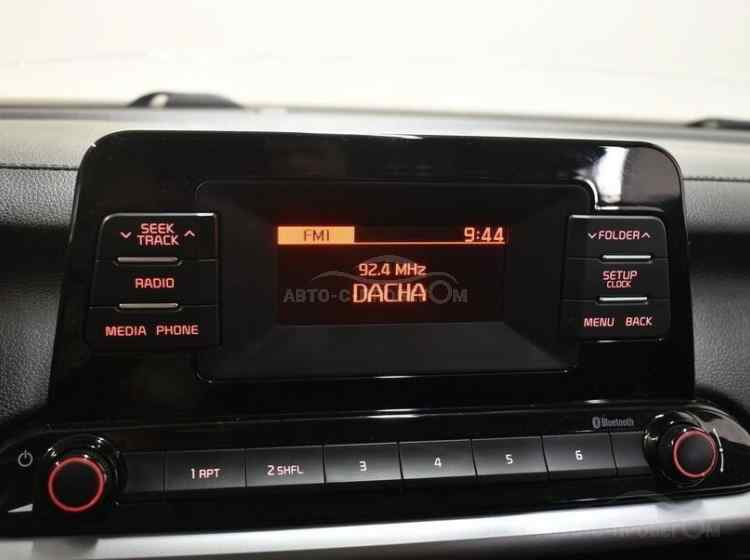 SEEK
TRACK
RADIO
MEDIA PHONE
FM1 9:44
92.4 MHz
DACHA
FOLDER
SETUP
CLOCK
MENU BACK
Bluetooth
1 RPT 2 SHFL 3 4 5 6